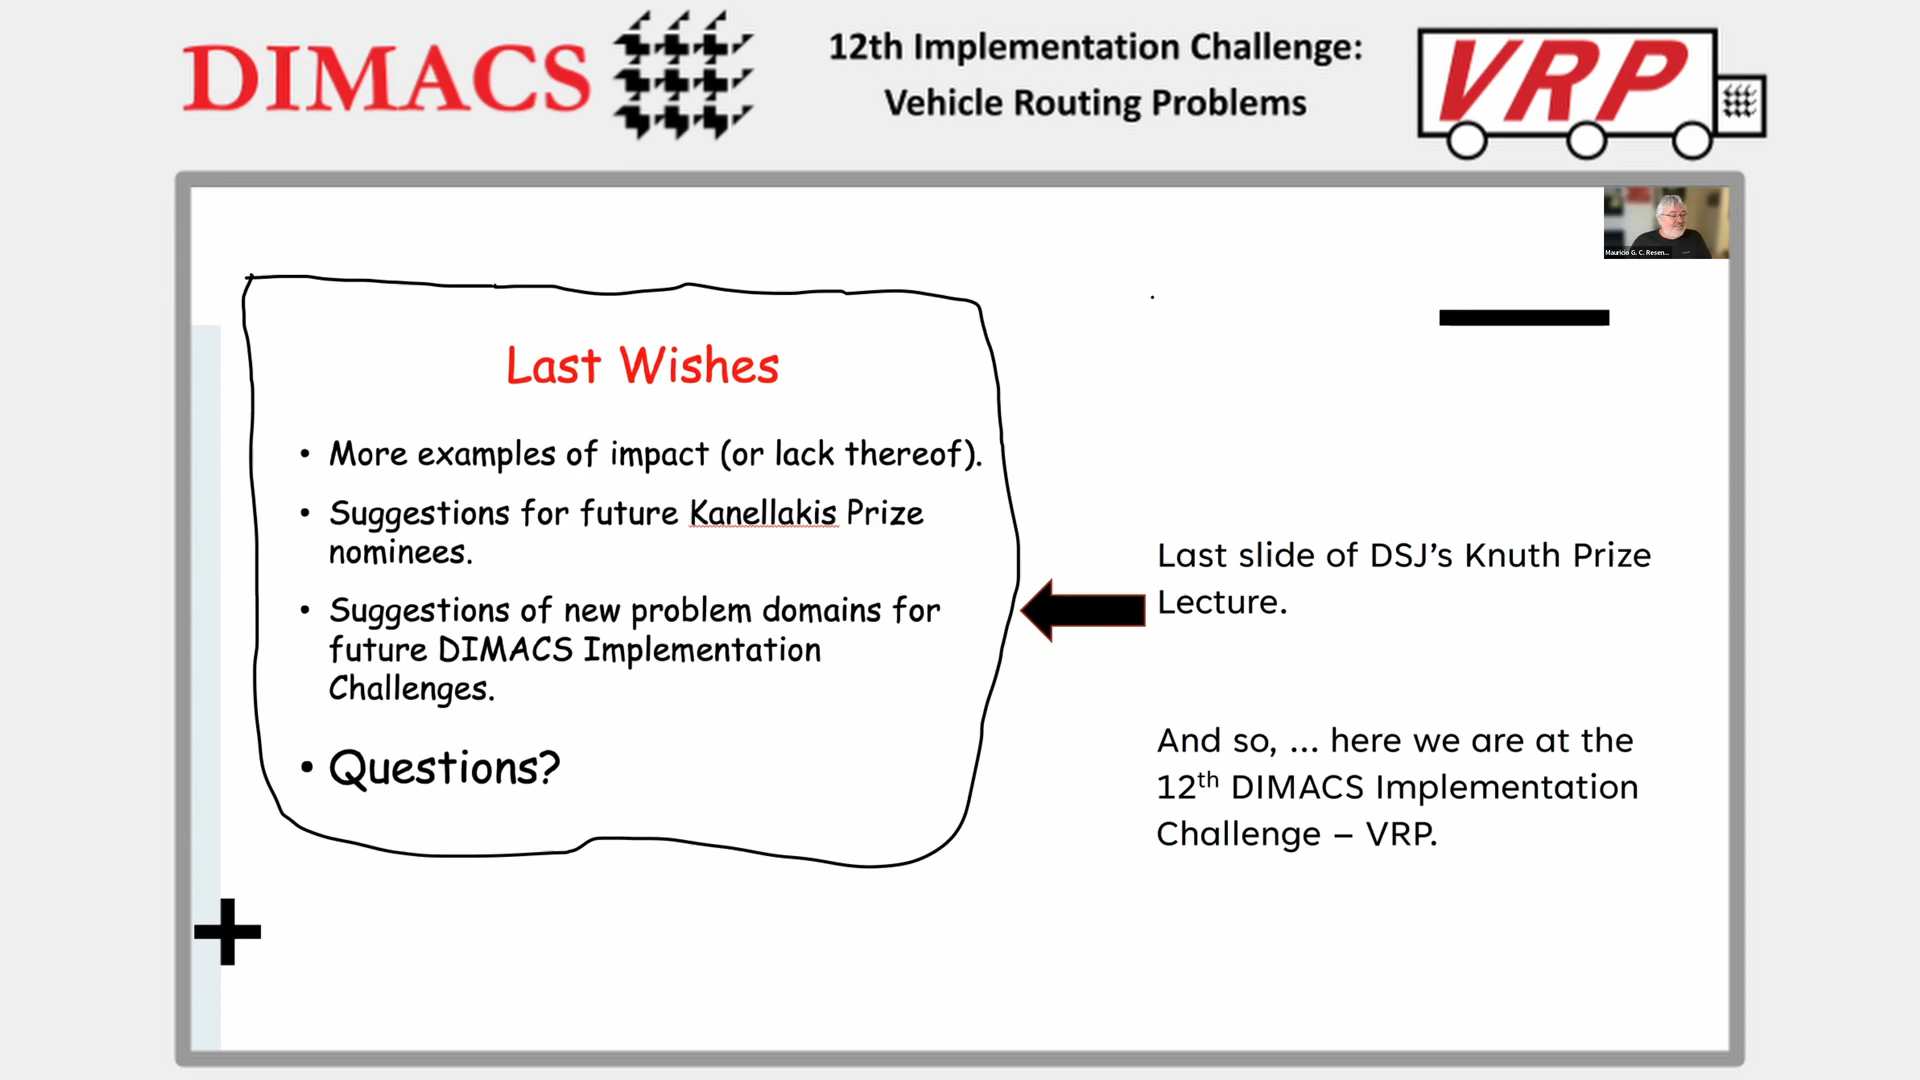 DIMACS
12th Implementation Challenge:
Vehicle Routing Problems
VRP
Mauricio G. C. Resen...
Last Wishes
• More examples of impact (or lack thereof).
• Suggestions for future Kanellakis Prize
nominees.
• Suggestions of new problem domains for
future DIMACS Implementation
Challenges.
• Questions?
Last slide of DSJ’s Knuth Prize
Lecture.
And so, ... here we are at the
12th DIMACS Implementation
Challenge – VRP.